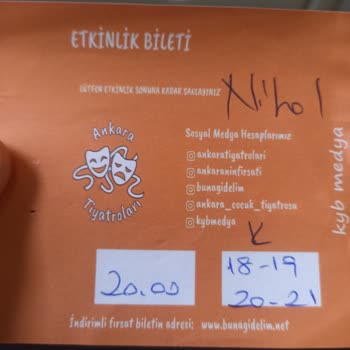 ETKİNLİK BİLETİ
LÜTFEN ETKİNLİK SONUNA KADAR SAKLAYINIZ
Ankara
Tiyatroları
Sosyal Medya Hesaplarımız
ankaratiyatrolari
ankaraninfirsati
bunagidelim
ankara_cocuk_tiyatrosu
kybmedya
kyb medya
20.00
18-19
20-21
İndirimli fırsat biletin adresi: www.bunagidelim.net